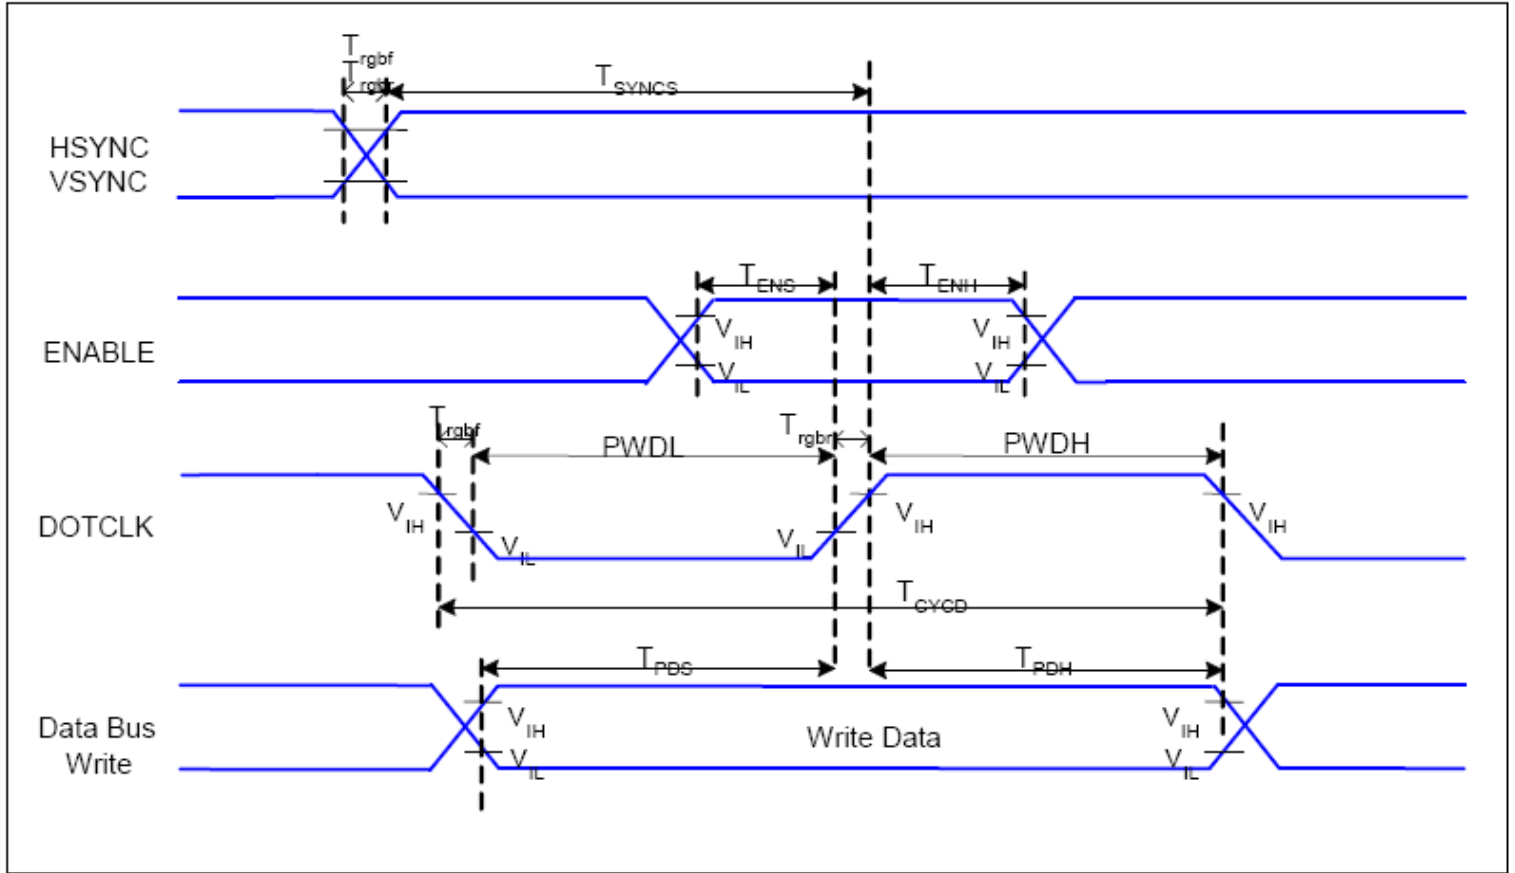 Trgbf
Trgbr
TSYNCS
HSYNC
VSYNC
TENS
TENH
VIH
VIH
ENABLE
VIL
VIL
Trgbf
Trgbr
PWDL
PWDH
VIH
VIH
VIH
DOTCLK
VIL
VIL
TCYCD
TPDS
TPDH
Data Bus
Write
VIH
VIH
Write Data
VIL
VIL